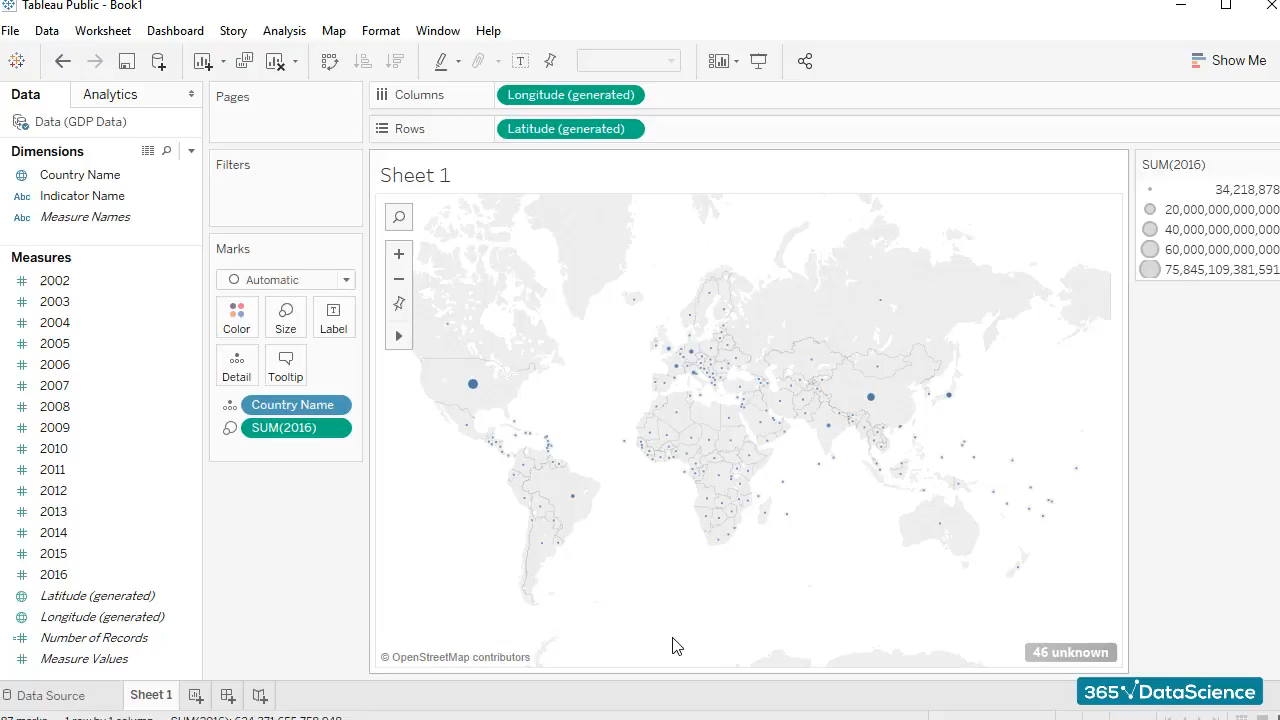 Tableau Public - Book1
File Data Worksheet Dashboard Story Analysis Map Format Window Help
Show Me
Data Analytics
Data (GDP Data)
Dimensions
Country Name
Abc Indicator Name
Abc Measure Names
Measures
2002
2003
2004
2005
2006
2007
2008
2009
2010
2011
2012
2013
2014
2015
2016
Latitude (generated)
Longitude (generated)
Number of Records
Measure Values
Pages
Filters
Marks
Automatic
Color Size Label
Detail Tooltip
Country Name
SUM(2016)
Columns Longitude (generated)
Rows Latitude (generated)
Sheet 1
© OpenStreetMap contributors
46 unknown
SUM(2016)
34,218,878
20,000,000,000,000
40,000,000,000,000
60,000,000,000,000
75,845,109,381,591
Data Source Sheet 1
365 DataScience